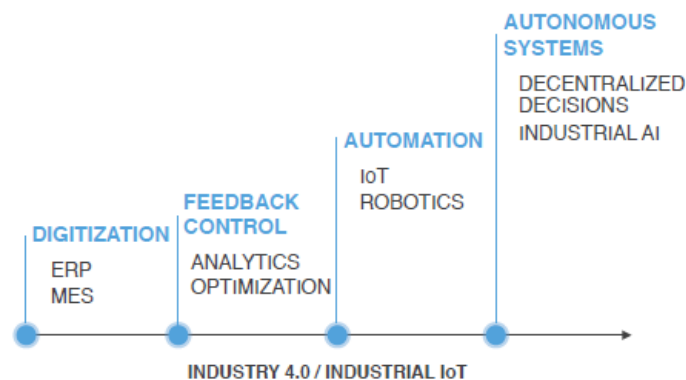 AUTONOMOUS
SYSTEMS
DECENTRALIZED
DECISIONS
INDUSTRIAL AI
AUTOMATION
IoT
ROBOTICS
FEEDBACK
CONTROL
ANALYTICS
OPTIMIZATION
DIGITIZATION
ERP
MES
INDUSTRY 4.0 / INDUSTRIAL IoT